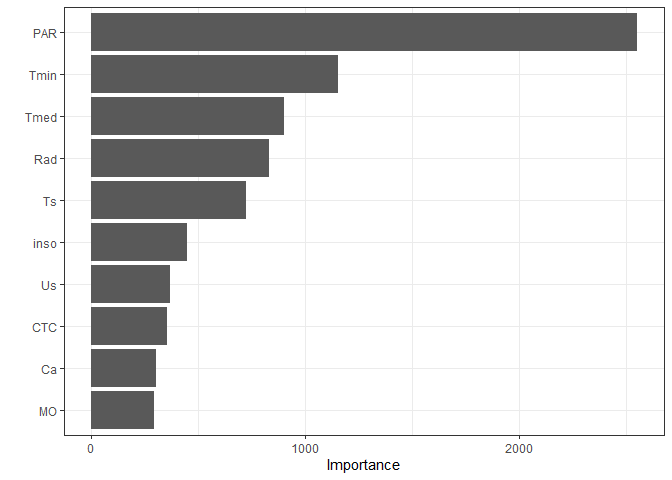 PAR
Tmin
Tmed
Rad
Ts
inso
Us
CTC
Ca
MO
0 1000 2000
Importance